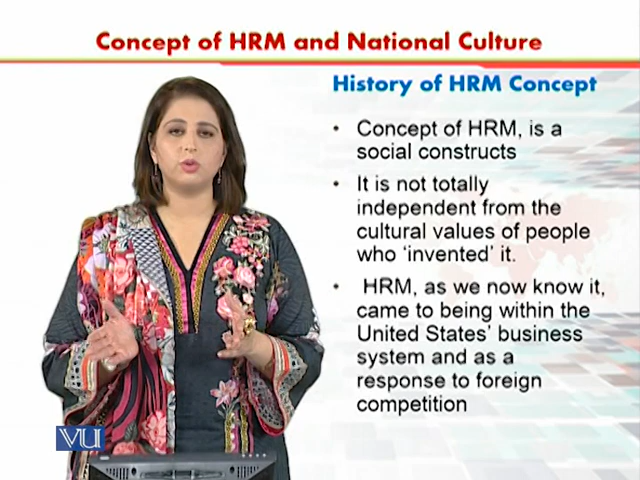 Concept of HRM and National Culture
History of HRM Concept
• Concept of HRM, is a
social constructs
• It is not totally
independent from the
cultural values of people
who ‘invented’ it.
• HRM, as we now know it,
came to being within the
United States’ business
system and as a
response to foreign
competition
VU